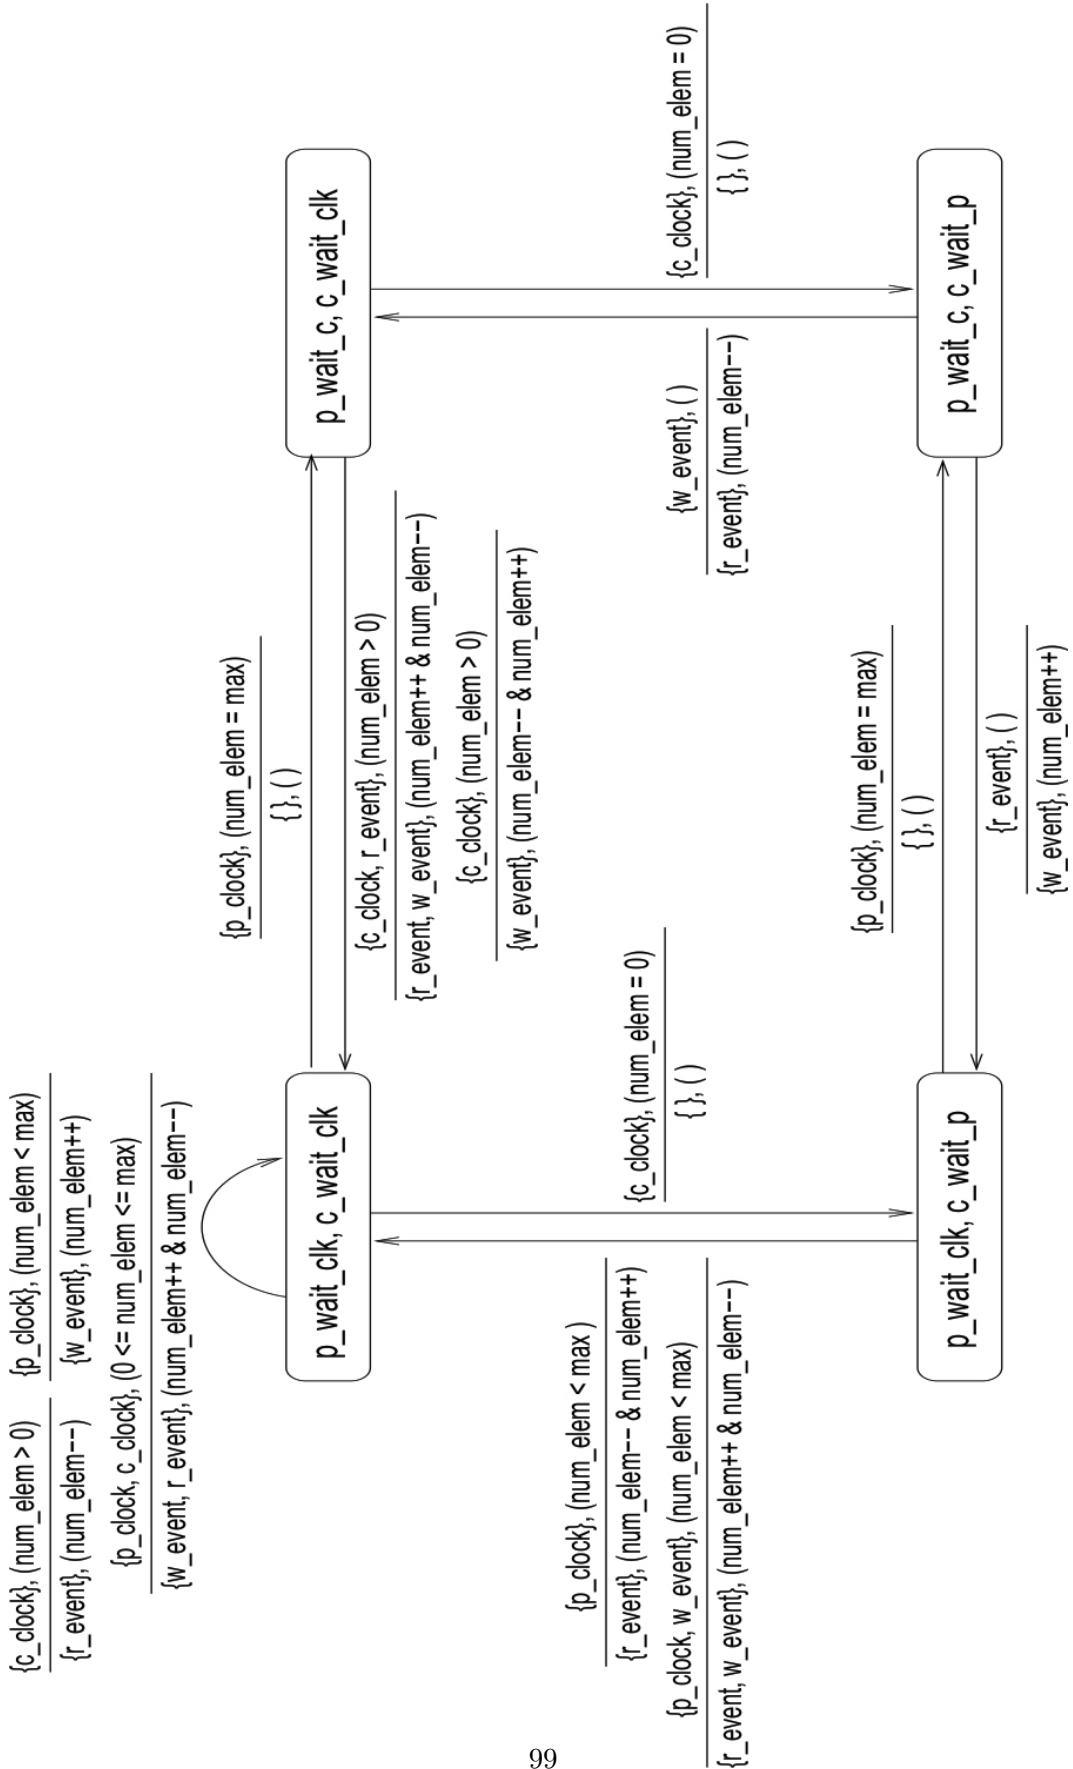 {c_clock}, (num_elem > 0)
{r_event}, (num_elem--)
{p_clock}, (num_elem < max)
{w_event}, (num_elem++)
{p_clock, c_clock}, (0 <= num_elem <= max)
{w_event, r_event}, (num_elem++ & num_elem--)
{p_clock}, (num_elem = max)
{ }, ( )
p_wait_clk, c_wait_clk
p_wait_c, c_wait_clk
{c_clock, r_event}, (num_elem > 0)
{r_event, w_event}, (num_elem++ & num_elem--)
{c_clock}, (num_elem > 0)
{w_event}, (num_elem-- & num_elem++)
{p_clock}, (num_elem < max )
{r_event}, (num_elem-- & num_elem++)
{p_clock, w_event}, (num_elem < max)
{r_event, w_event}, (num_elem++ & num_elem--)
{c_clock}, (num_elem = 0)
{ }, ( )
{w_event}, ( )
{r_event}, (num_elem--)
{c_clock}, (num_elem = 0)
{ }, ( )
{p_clock}, (num_elem = max)
{ }, ( )
p_wait_clk, c_wait_p
p_wait_c, c_wait_p
{r_event}, ( )
{w_event}, (num_elem++)
99